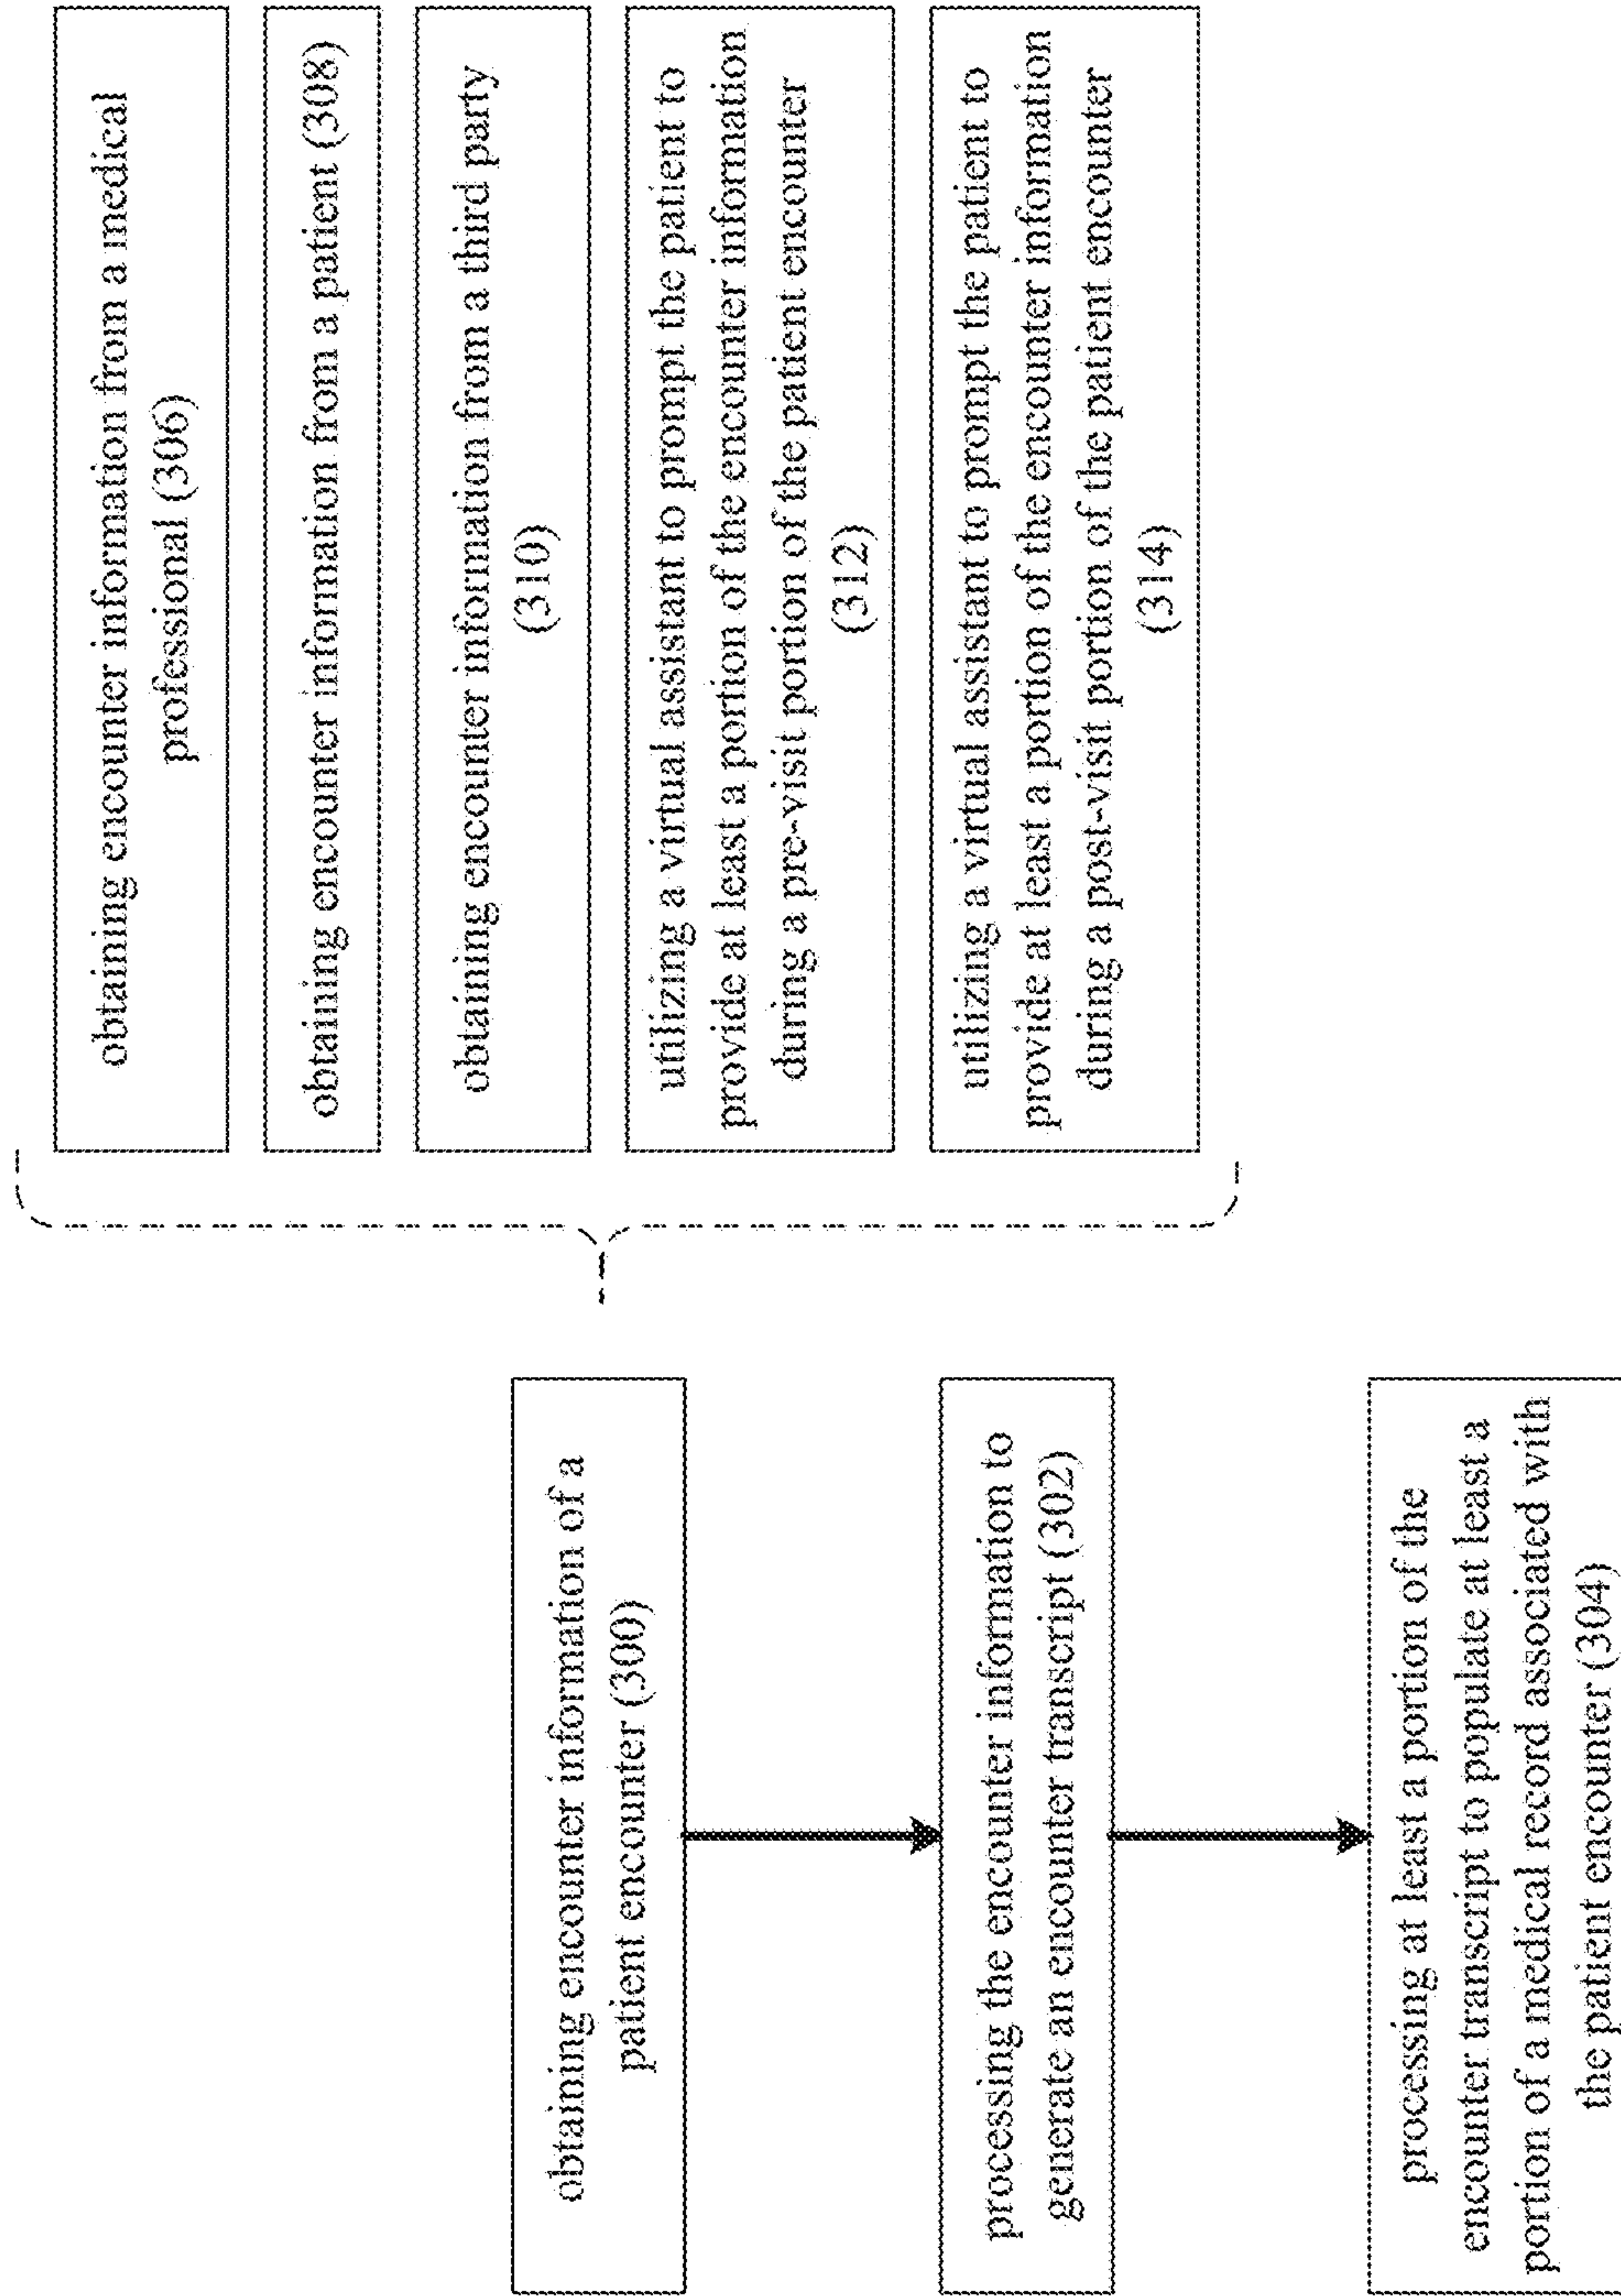 obtaining encounter information of a
patient encounter (300)
processing the encounter information to
generate an encounter transcript (302)
processing at least a portion of the
encounter transcript to populate at least a
portion of a medical record associated with
the patient encounter (304)
obtaining encounter information from a medical
professional (306)
obtaining encounter information from a patient (308)
obtaining encounter information from a third party
(310)
utilizing a virtual assistant to prompt the patient to
provide at least a portion of the encounter information
during a pre-visit portion of the patient encounter
(312)
utilizing a virtual assistant to prompt the patient to
provide at least a portion of the encounter information
during a post-visit portion of the patient encounter
(314)